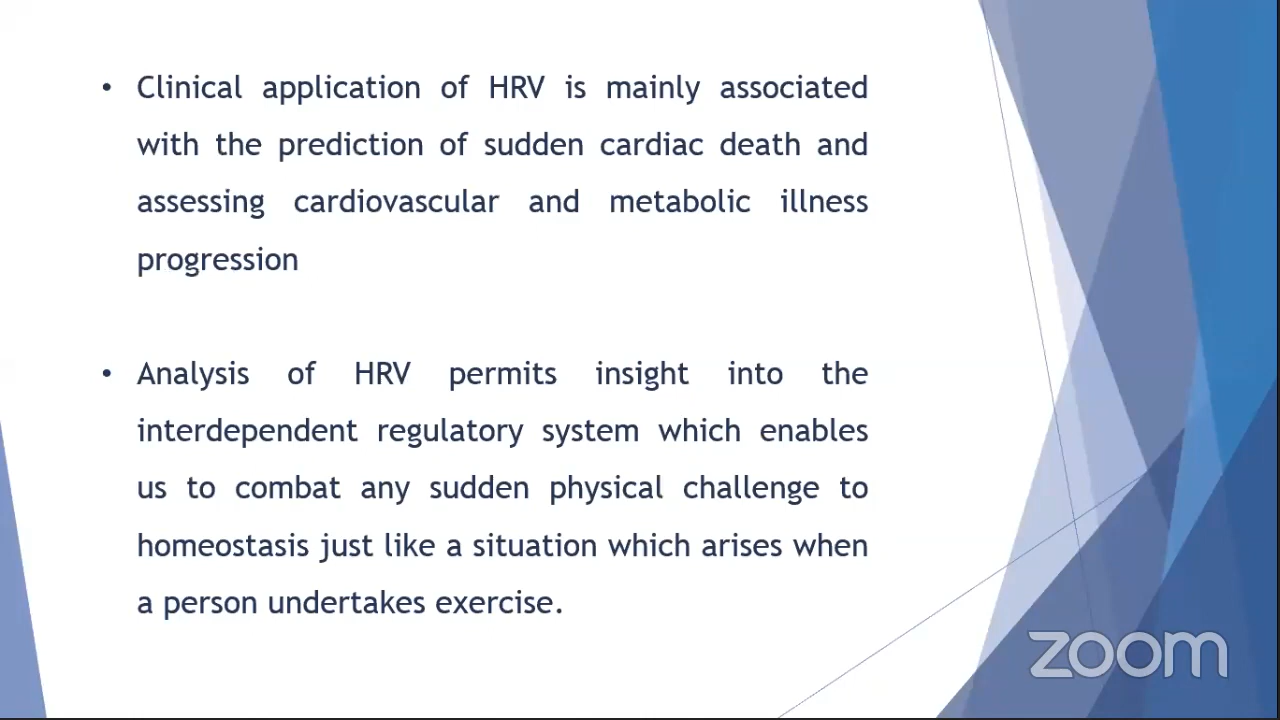 • Clinical application of HRV is mainly associated
with the prediction of sudden cardiac death and
assessing cardiovascular and metabolic illness
progression
• Analysis of HRV permits insight into the
interdependent regulatory system which enables
us to combat any sudden physical challenge to
homeostasis just like a situation which arises when
a person undertakes exercise.
zoom